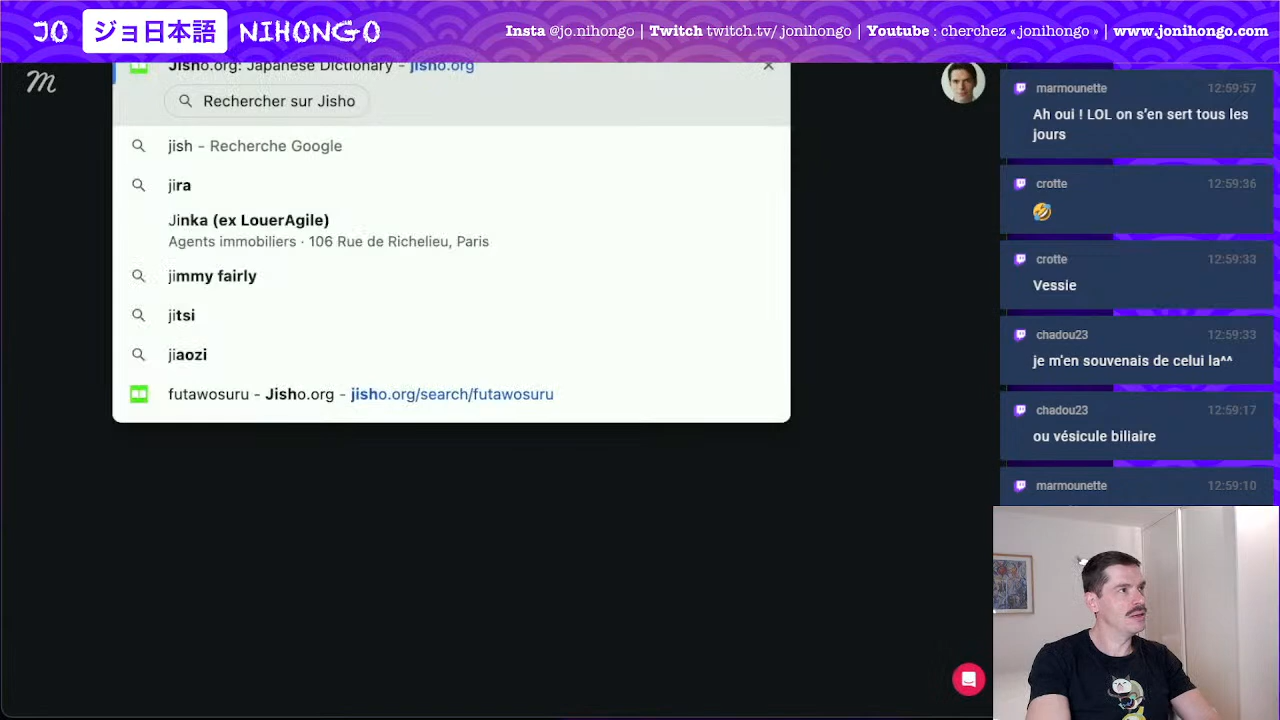 JO ジョ日本語 NIHONGO
Insta @jo.nihongo | Twitch twitch.tv/ jonihongo | Youtube : cherchez « jonihongo » | www.jonihongo.com
Jisho.org: Japanese Dictionary - jisho.org
Rechercher sur Jisho
jish - Recherche Google
jira
Jinka (ex LouerAgile)
Agents immobiliers · 106 Rue de Richelieu, Paris
jimmy fairly
jitsi
jiaozi
futawosuru - Jisho.org - jisho.org/search/futawosuru
marmounette 12:59:57
Ah oui ! LOL on s'en sert tous les
jours
crotte 12:59:36
🤣
crotte 12:59:33
Vessie
chadou23 12:59:33
je m'en souvenais de celui la^^
chadou23 12:59:17
ou vésicule biliaire
marmounette 12:59:10